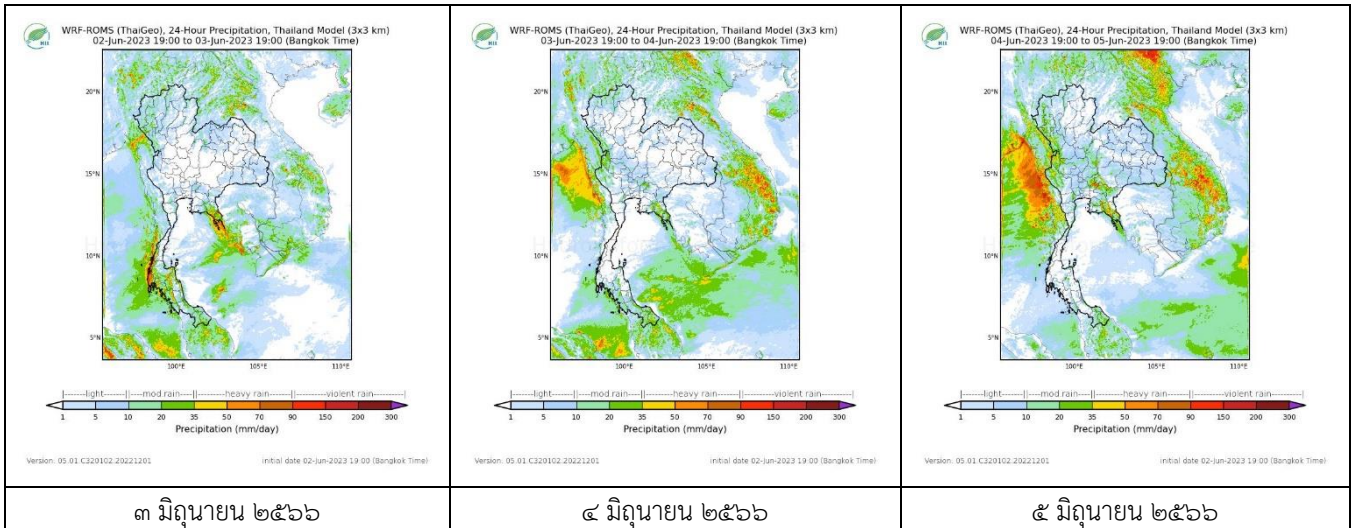 WRF-ROMS (ThaiGeo), 24-Hour Precipitation, Thailand Model (3x3 km)
02-Jun-2023 19:00 to 03-Jun-2023 19:00 (Bangkok Time)
20°N
15°N
10°N
5°N
100°E 105°E 110°E
|-------light-------||---mod rain---||-------heavy rain-------||-------violent rain-------|
1 5 10 20 35 50 70 90 150 200 300
Precipitation (mm/day)
Version: 05.01.C320102.20221201 initial date 02-Jun-2023 19:00 (Bangkok Time)
๓ มิถุนายน ๒๕๖๖
WRF-ROMS (ThaiGeo), 24-Hour Precipitation, Thailand Model (3x3 km)
03-Jun-2023 19:00 to 04-Jun-2023 19:00 (Bangkok Time)
20°N
15°N
10°N
5°N
100°E 105°E 110°E
|-------light-------||---mod rain---||-------heavy rain-------||-------violent rain-------|
1 5 10 20 35 50 70 90 150 200 300
Precipitation (mm/day)
Version: 05.01.C320102.20221201 initial date 02-Jun-2023 19:00 (Bangkok Time)
๔ มิถุนายน ๒๕๖๖
WRF-ROMS (ThaiGeo), 24-Hour Precipitation, Thailand Model (3x3 km)
04-Jun-2023 19:00 to 05-Jun-2023 19:00 (Bangkok Time)
20°N
15°N
10°N
5°N
100°E 105°E 110°E
|-------light-------||---mod rain---||-------heavy rain-------||-------violent rain-------|
1 5 10 20 35 50 70 90 150 200 300
Precipitation (mm/day)
Version: 05.01.C320102.20221201 initial date 02-Jun-2023 19:00 (Bangkok Time)
๕ มิถุนายน ๒๕๖๖